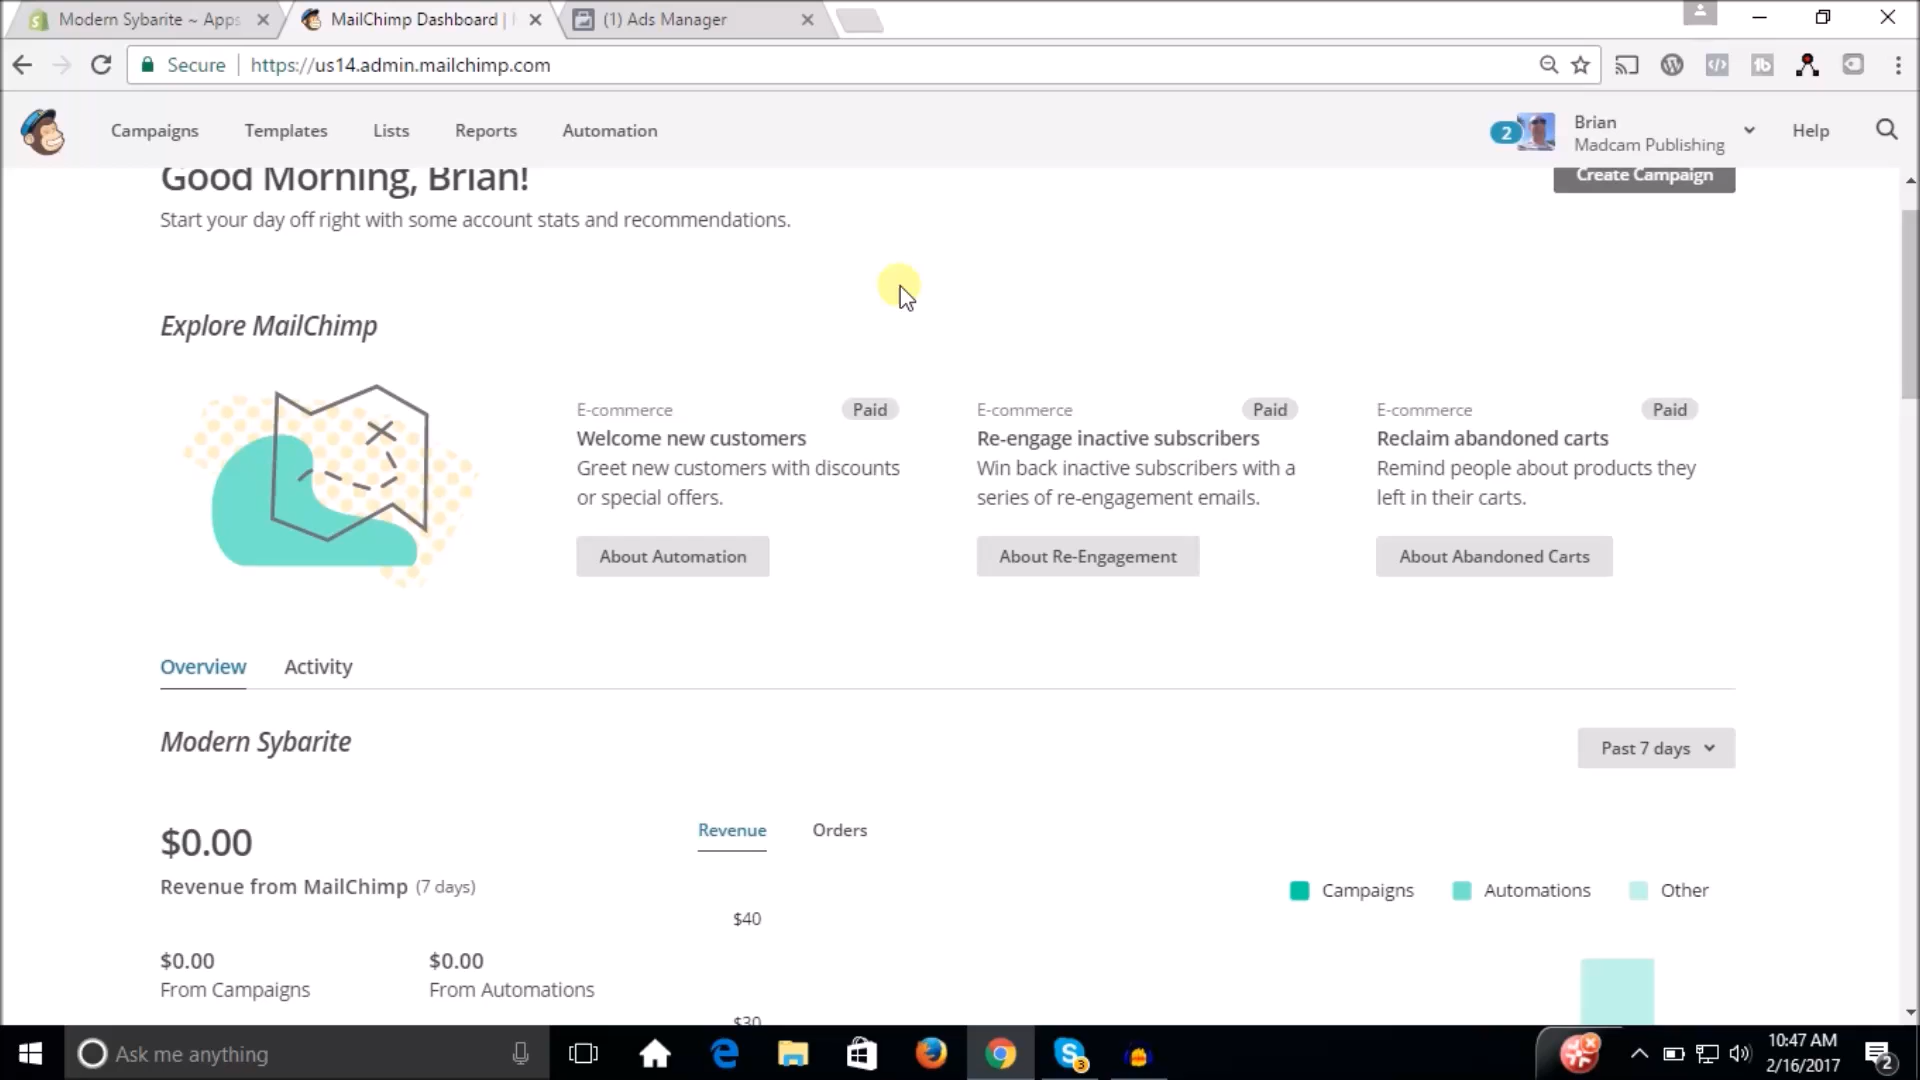 Modern Sybarite ~ Apps
MailChimp Dashboard |
(1) Ads Manager
Secure
https://us14.admin.mailchimp.com
Campaigns
Templates
Lists
Reports
Automation
2
Brian
Madcam Publishing
Help
Good Morning, Brian!
Create Campaign
Start your day off right with some account stats and recommendations.
Explore MailChimp
E-commerce
Paid
Welcome new customers
Greet new customers with discounts
or special offers.
About Automation
E-commerce
Paid
Re-engage inactive subscribers
Win back inactive subscribers with a
series of re-engagement emails.
About Re-Engagement
E-commerce
Paid
Reclaim abandoned carts
Remind people about products they
left in their carts.
About Abandoned Carts
Overview
Activity
Modern Sybarite
Past 7 days
$0.00
Revenue from MailChimp (7 days)
$0.00
From Campaigns
$0.00
From Automations
Revenue
Orders
Campaigns
Automations
Other
$40
$30
Ask me anything
3
10:47 AM
2/16/2017
2